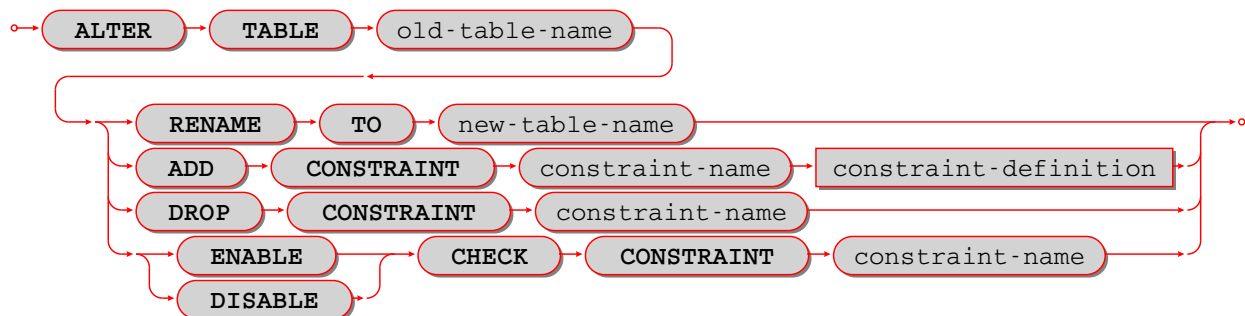 ALTER TABLE old-table-name
RENAME TO new-table-name
ADD CONSTRAINT constraint-name constraint-definition
DROP CONSTRAINT constraint-name
ENABLE CHECK CONSTRAINT constraint-name
DISABLE